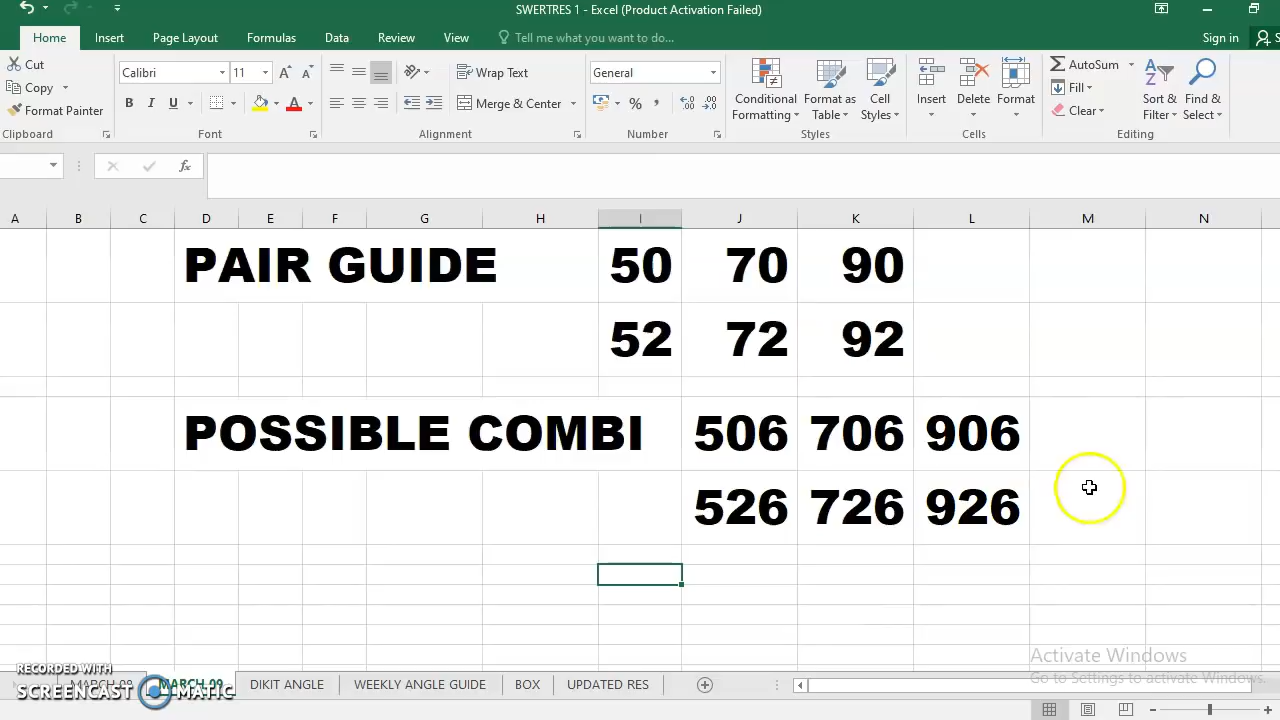 SWERTRES 1 - Excel (Product Activation Failed)
Home Insert Page Layout Formulas Data Review View Tell me what you want to do... Sign in
Cut
Copy
Format Painter
Clipboard
Calibri 11
B I U
Font
Wrap Text
Merge & Center
Alignment
General
%
Number
Conditional Formatting
Format as Table
Cell Styles
Styles
Insert Delete Format
Cells
AutoSum
Fill
Clear
Sort & Filter
Find & Select
Editing
fx
A B C D E F G H I J K L M N
PAIR GUIDE 50 70 90
52 72 92
POSSIBLE COMBI 506 706 906
526 726 926
Activate Windows
Go to Settings to activate Windows.
RECORDED WITH
SCREENCAST MATIC
MARCH 09 DIKIT ANGLE WEEKLY ANGLE GUIDE BOX UPDATED RES